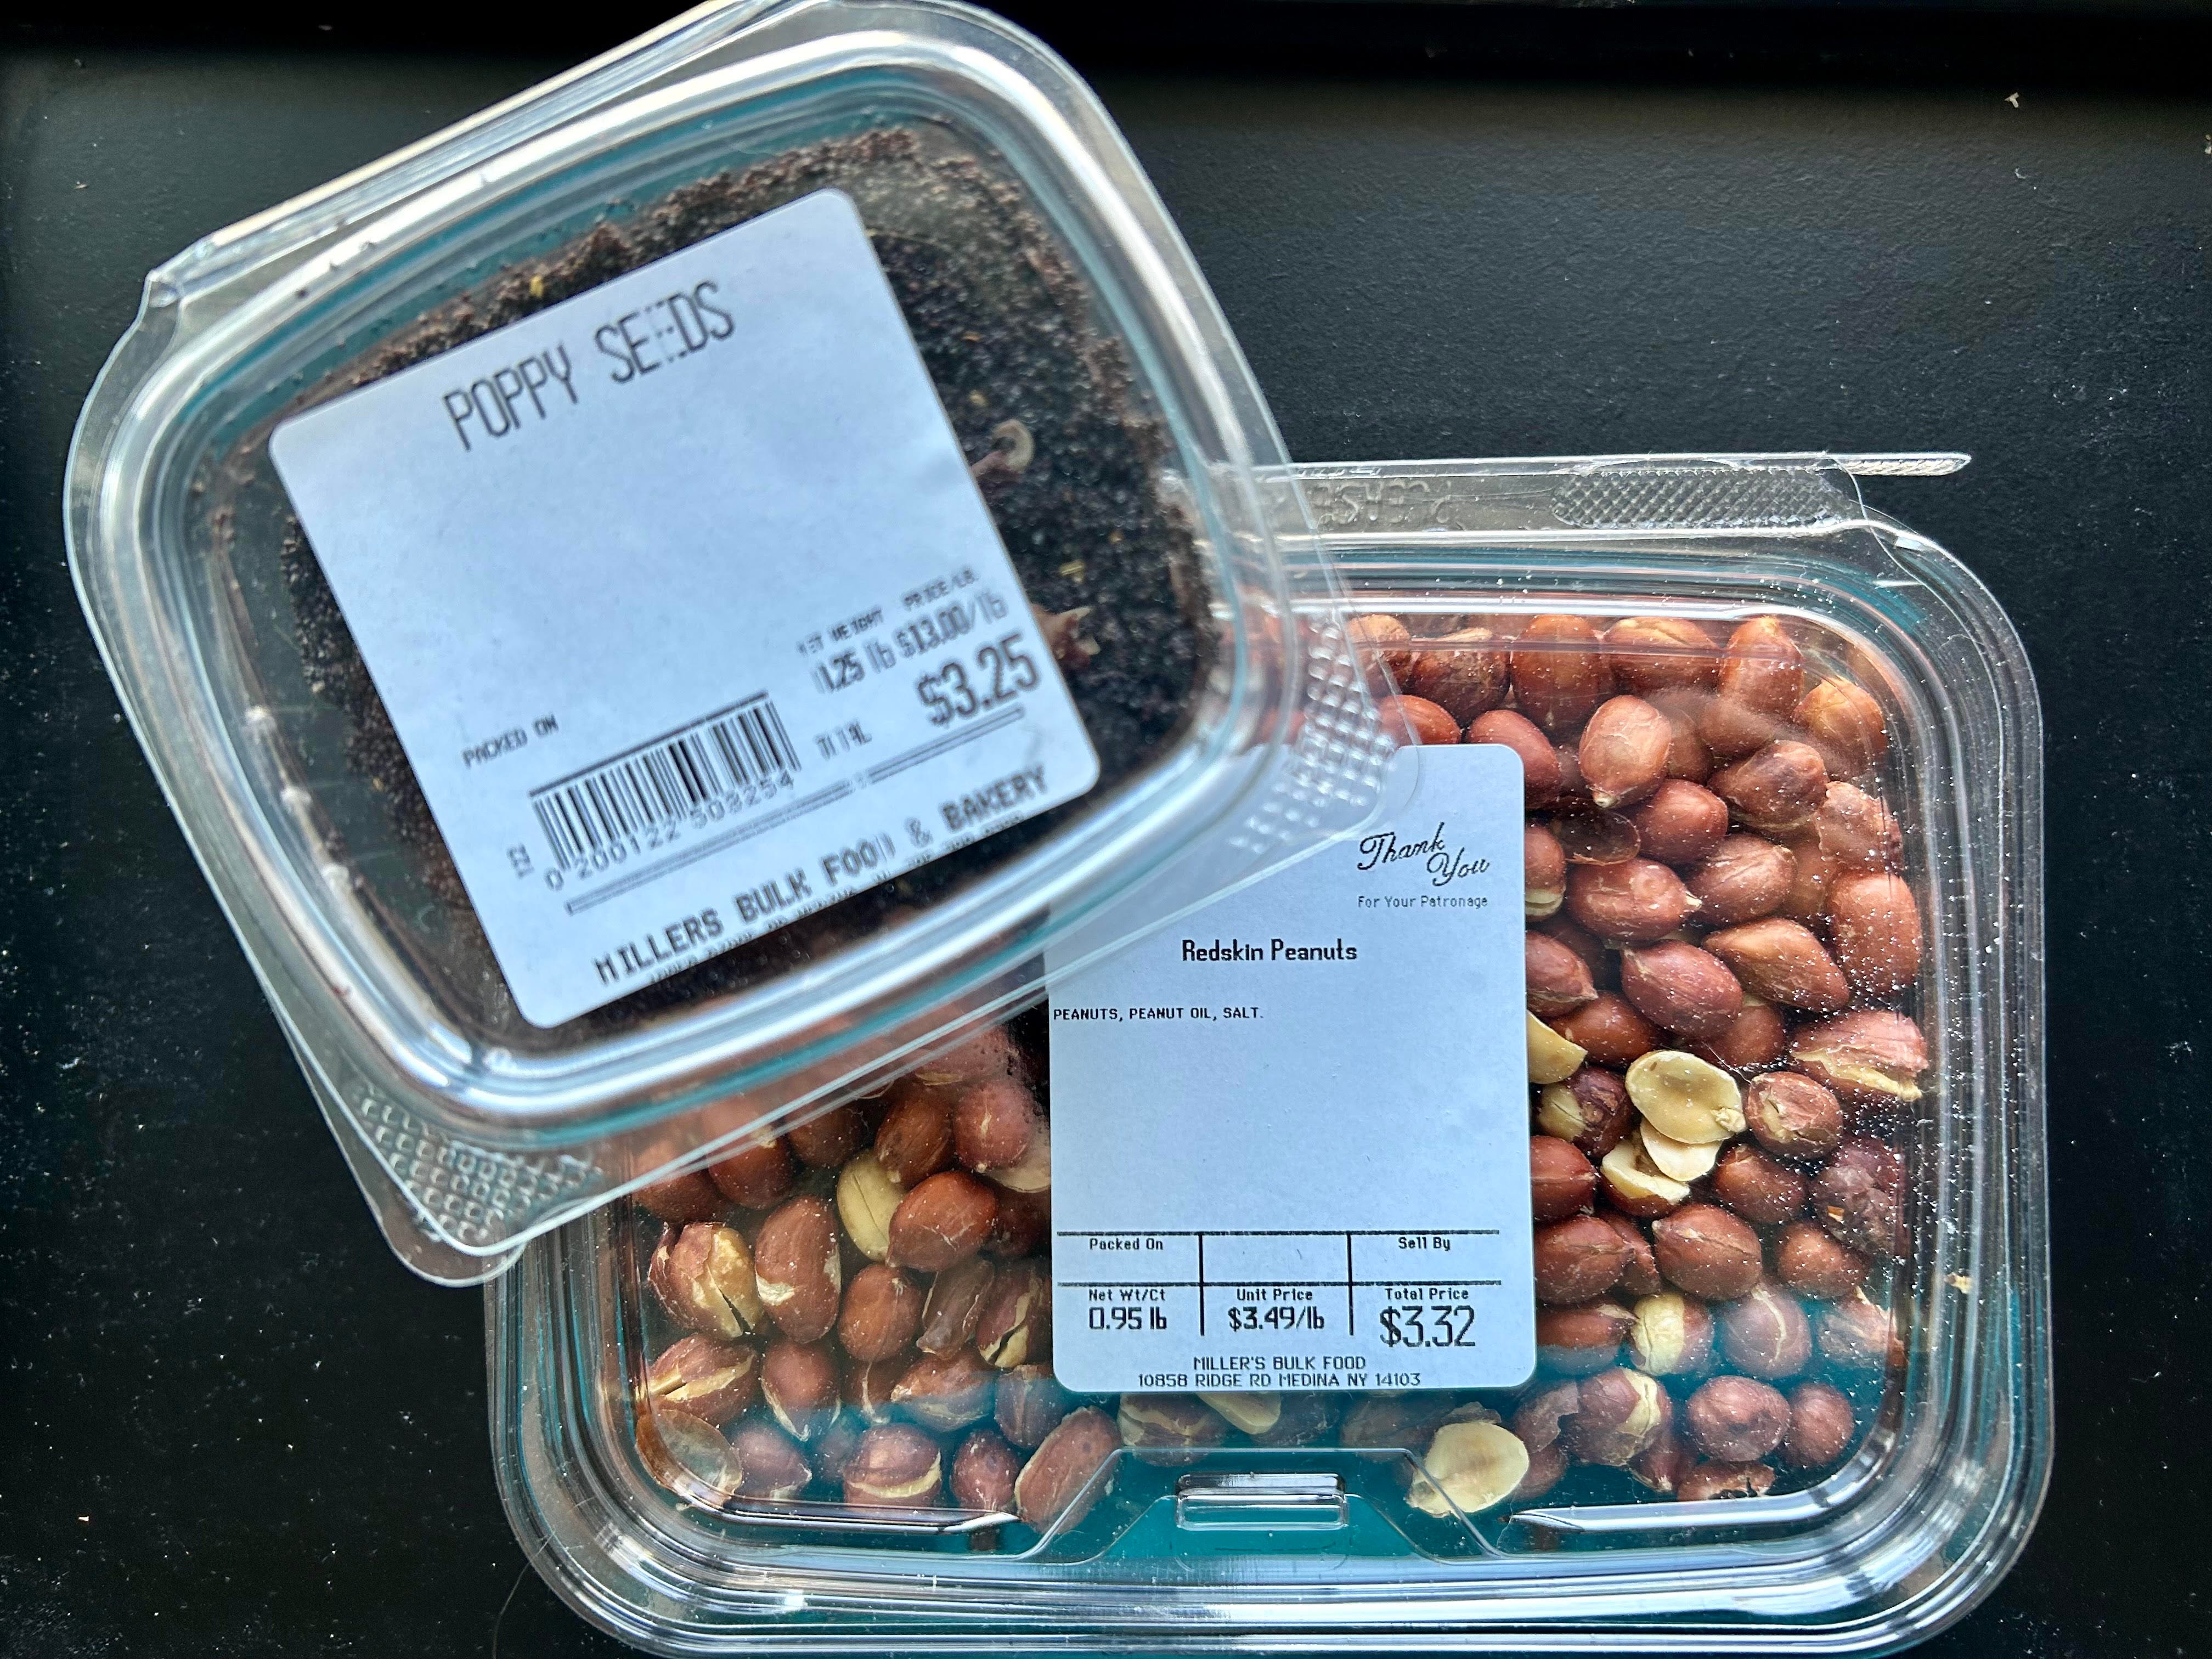 POPPY SEEDS
NET WEIGHT PRICE/LB.
1.25 lb $13.00/lb
PACKED ON
$3.25
0 200122 503254
MILLERS BULK FOOD & BAKERY
Thank You
For Your Patronage
Redskin Peanuts
PEANUTS, PEANUT OIL, SALT.
Packed On Sell By
Net Wt/Ct Unit Price Total Price
0.95 lb $3.49/lb $3.32
MILLER'S BULK FOOD
10858 RIDGE RD MEDINA NY 14103